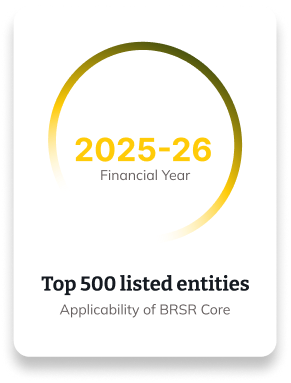 2025-26
Financial Year
Top 500 listed entities
Applicability of BRSR Core